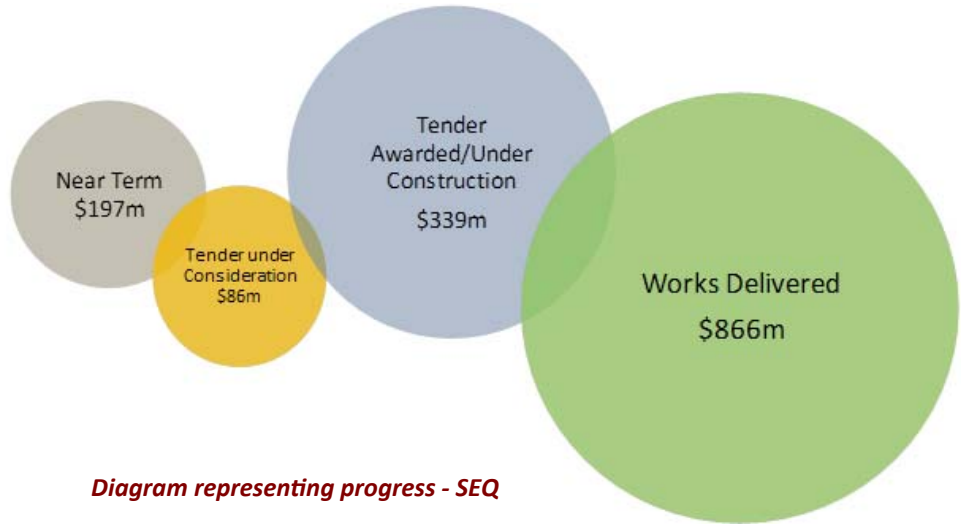 Near Term
$197m
Tender under
Consideration
$86m
Tender
Awarded/Under
Construction
$339m
Works Delivered
$866m
Diagram representing progress - SEQ